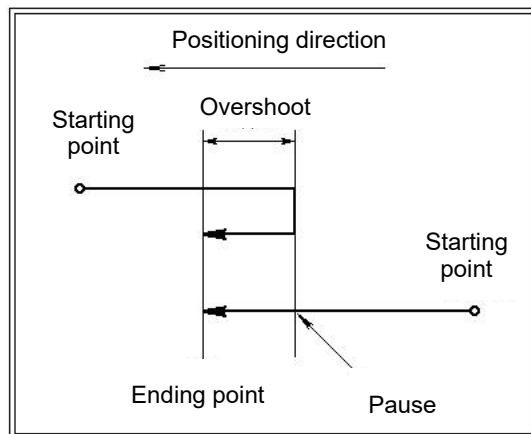 Positioning direction
Overshoot
Starting
point
Starting
point
Ending point
Pause